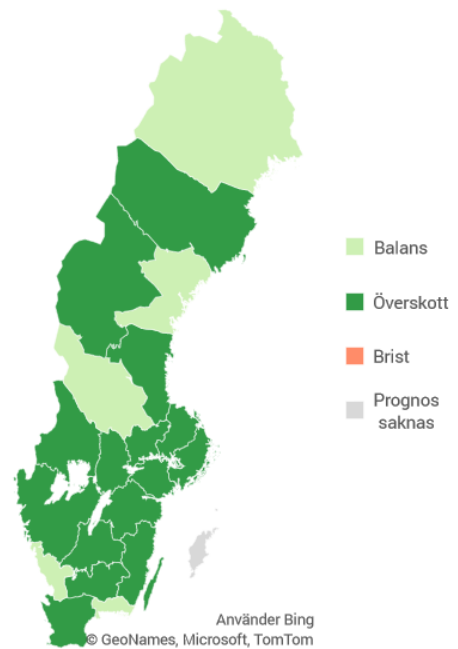 Balans
Överskott
Brist
Prognos
saknas
Använder Bing
© GeoNames, Microsoft, TomTom